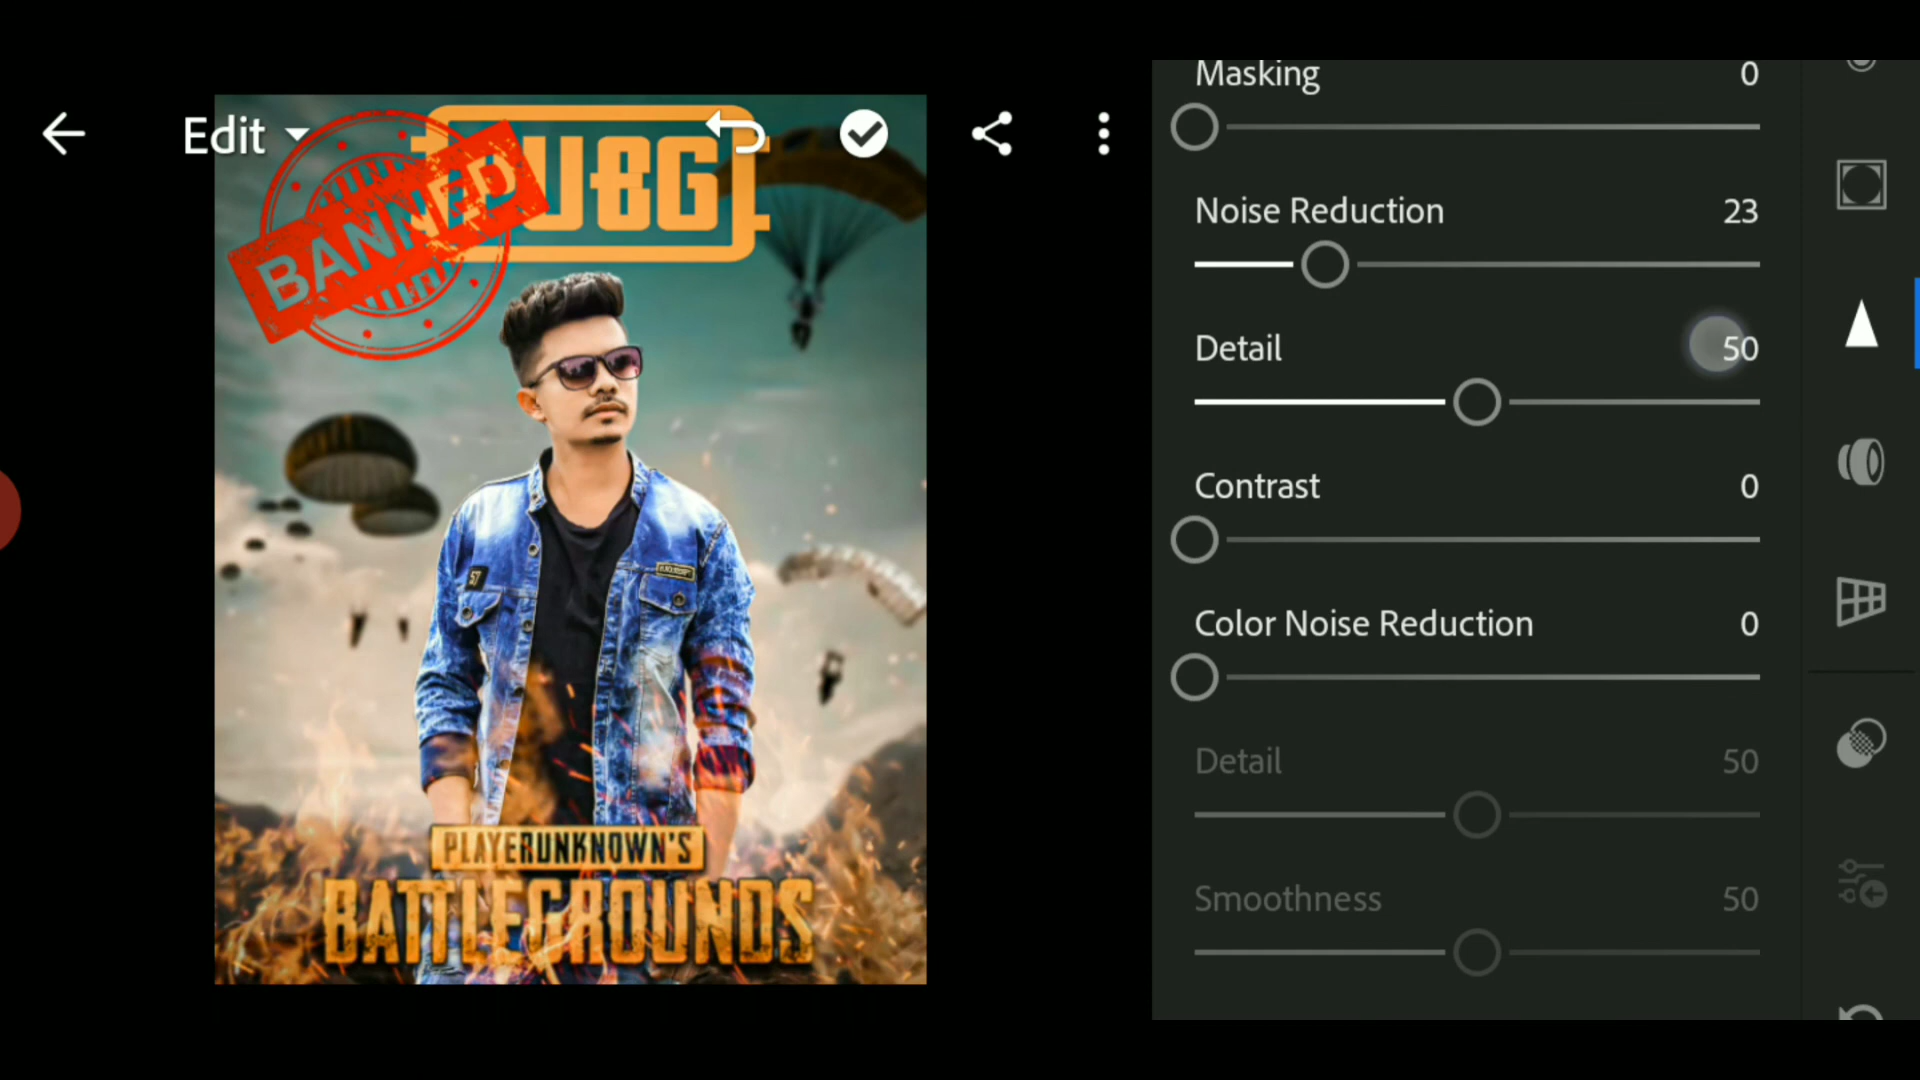 Edit
PUBG
BANNED
57
PLAYERUNKNOWN'S
BATTLEGROUNDS
Masking 0
Noise Reduction 23
Detail 50
Contrast 0
Color Noise Reduction 0
Detail 50
Smoothness 50